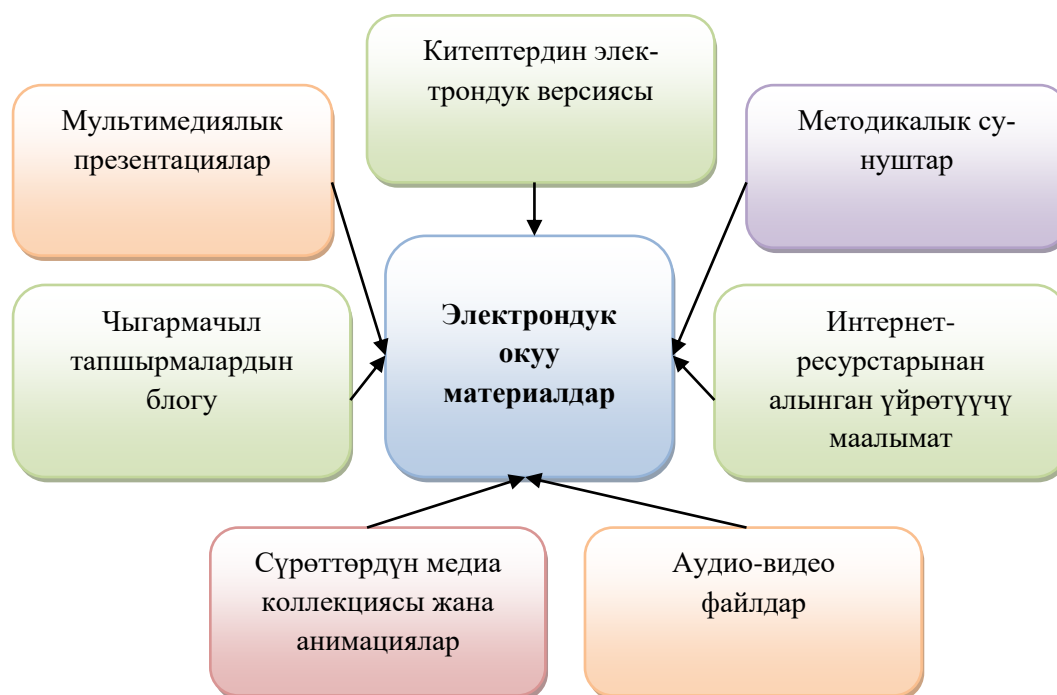 Китептердин элек-
трондук версиясы
Мультимедиялык
презентациялар
Методикалык су-
нуштар
Электрондук
окуу
материалдар
Чыгармачыл
тапшырмалардын
блогу
Интернет-
ресурстарынан
алынган үйрөтүүчү
маалымат
Сүрөттөрдүн медиа
коллекциясы жана
анимациялар
Аудио-видео
файлдар